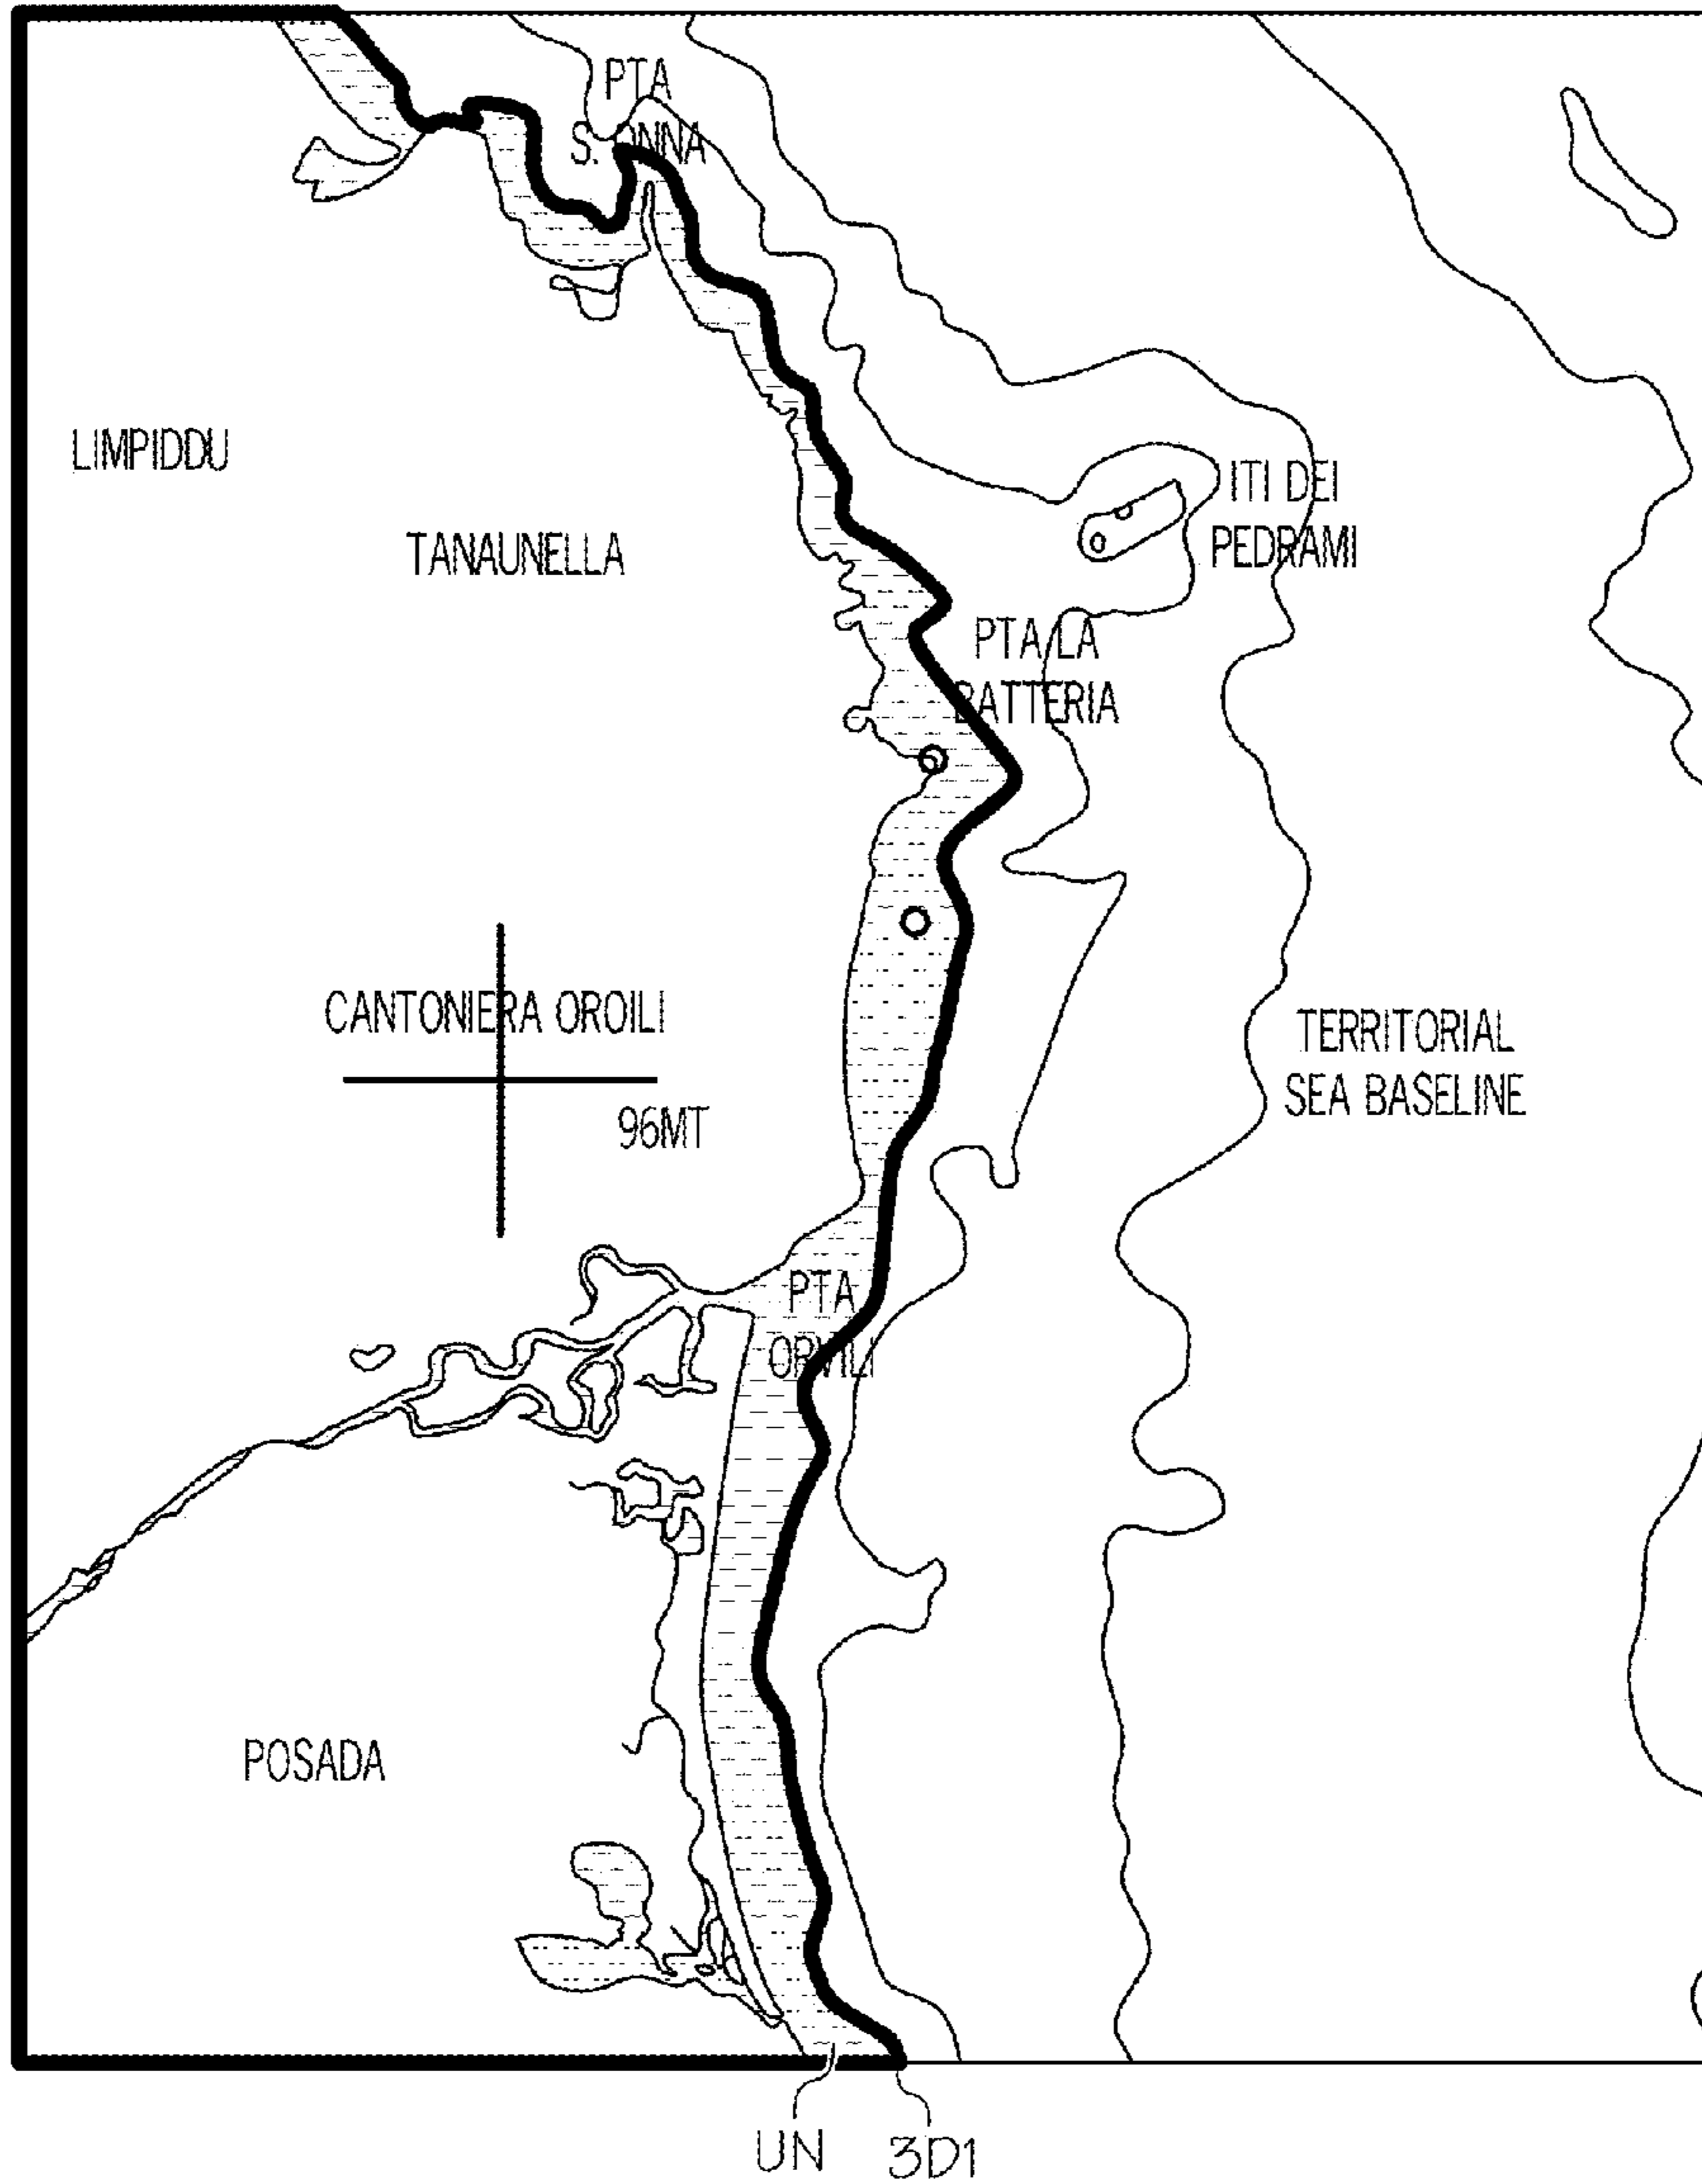 PTA
S. ONNA
LIMPIDDU
ITI DEI
PEDRAMI
TANAUNELLA
PTA LA
BATTERIA
CANTONIERA OROILI
TERRITORIAL
SEA BASELINE
96MT
PTA
ORVILI
POSADA
UN 3D1